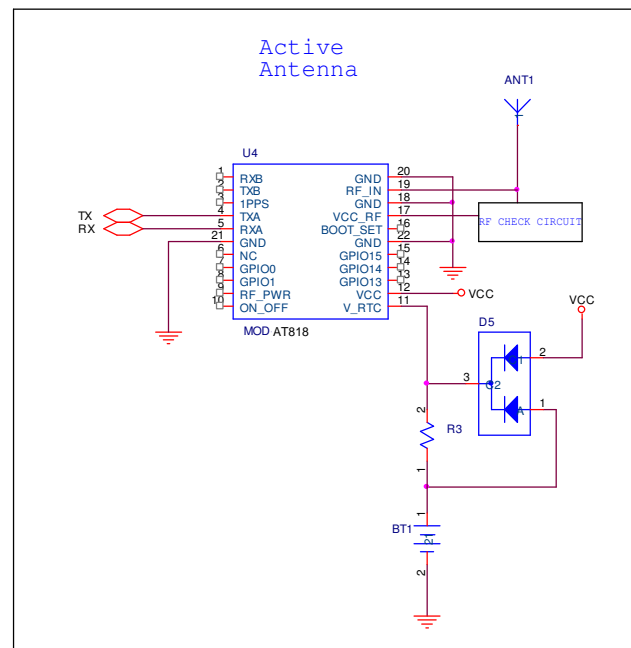 Active
Antenna
ANT1
U4
1 RXB GND 20
2 TXB RF_IN 19
3 1PPS GND 18
TX 4 TXA VCC_RF 17 RF CHECK CIRCUIT
RX 5 RXA BOOT_SET 16
21 GND GND 22
6 NC GPIO15 15
7 GPIO0 GPIO14 14
8 GPIO1 GPIO13 13
9 RF_PWR VCC 12 VCC
10 ON_OFF V_RTC 11
MOD AT818
VCC
D5
2
3
1
2
R3
1
1
BT1
2